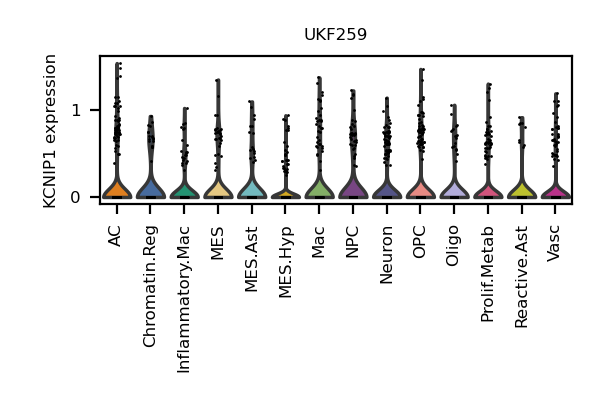 UKF259
KCNIP1 expression
1
0
AC
Chromatin.Reg
Inflammatory.Mac
MES
MES.Ast
MES.Hyp
Mac
NPC
Neuron
OPC
Oligo
Prolif.Metab
Reactive.Ast
Vasc